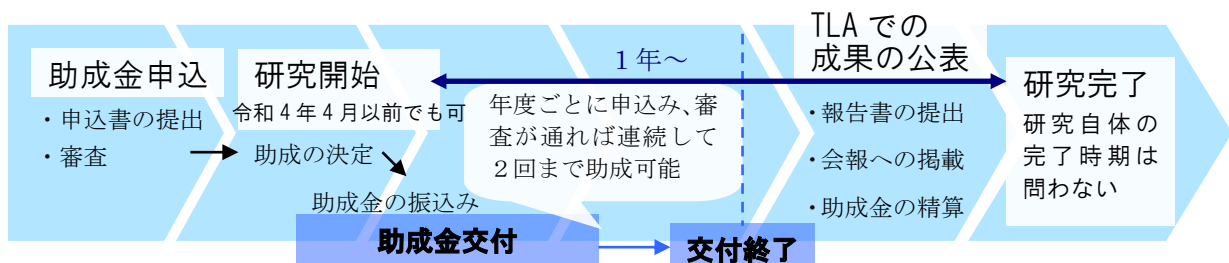 助成金申込
・申込書の提出
・審査
研究開始
令和4年4月以前でも可
助成の決定
助成金の振込み
助成金交付
1年～
年度ごとに申込み、審
査が通れば連続して
2回まで助成可能
交付終了
TLAでの
成果の公表
・報告書の提出
・会報への掲載
・助成金の精算
研究完了
研究自体の
完了時期は
問わない